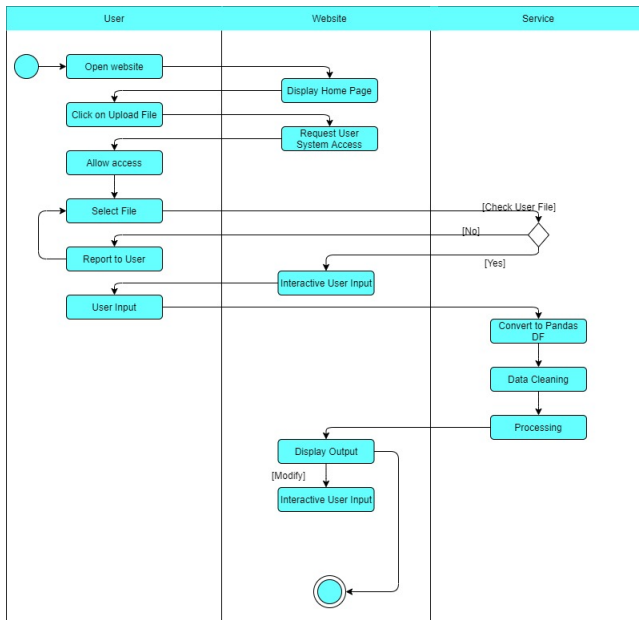 User
Website
Service
Open website
Display Home Page
Click on Upload File
Request User
System Access
Allow access
Select File
[Check User File]
[No]
Report to User
[Yes]
Interactive User Input
User Input
Convert to Pandas
DF
Data Cleaning
Processing
Display Output
[Modify]
Interactive User Input